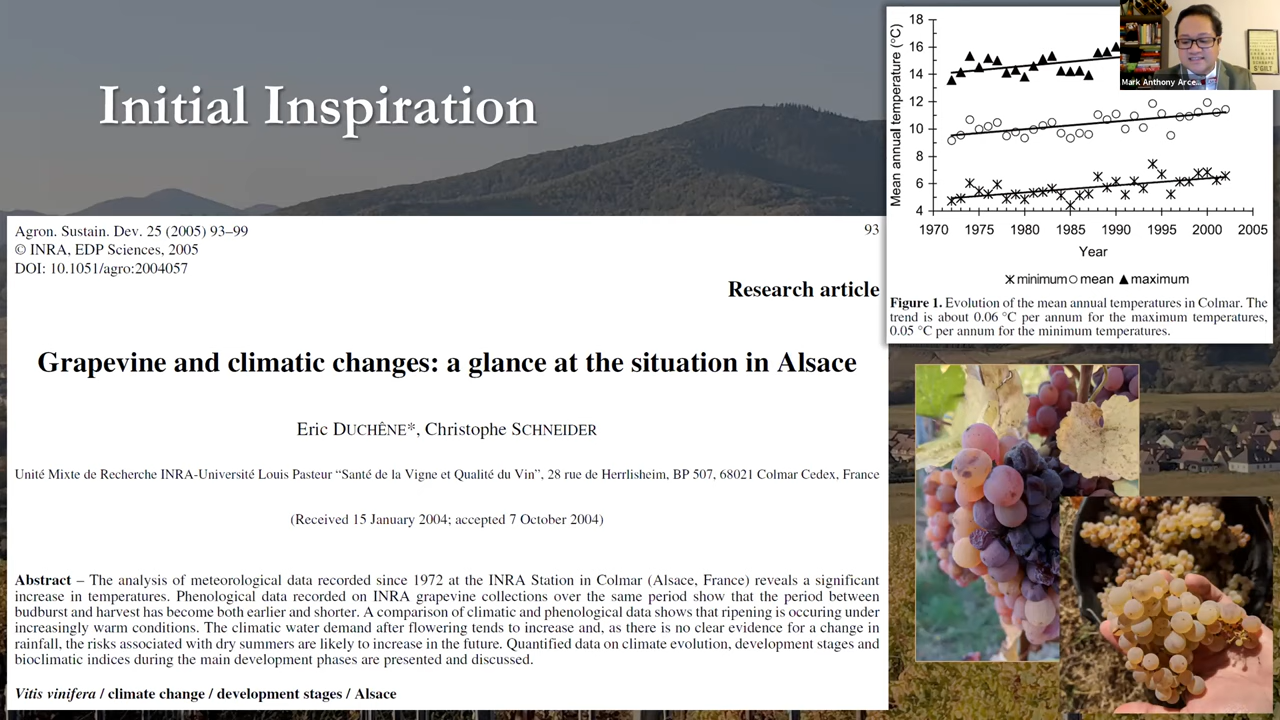 Initial Inspiration
Agron. Sustain. Dev. 25 (2005) 93–99
93
© INRA, EDP Sciences, 2005
DOI: 10.1051/agro:2004057
Research article
Grapevine and climatic changes: a glance at the situation in Alsace
Eric DUCHÊNE*, Christophe SCHNEIDER
Unité Mixte de Recherche INRA-Université Louis Pasteur “Santé de la Vigne et Qualité du Vin”, 28 rue de Herrlisheim, BP 507, 68021 Colmar Cedex, France
(Received 15 January 2004; accepted 7 October 2004)
Abstract – The analysis of meteorological data recorded since 1972 at the INRA Station in Colmar (Alsace, France) reveals a significant
increase in temperatures. Phenological data recorded on INRA grapevine collections over the same period show that the period between
budburst and harvest has become both earlier and shorter. A comparison of climatic and phenological data shows that ripening is occuring under
increasingly warm conditions. The climatic water demand after flowering tends to increase and, as there is no clear evidence for a change in
rainfall, the risks associated with dry summers are likely to increase in the future. Quantified data on climate evolution, development stages and
bioclimatic indices during the main development phases are presented and discussed.
Vitis vinifera / climate change / development stages / Alsace
Mean annual temperature (°C)
18
16
14
12
10
8
6
4
1970 1975 1980 1985 1990 1995 2000 2005
Year
minimum mean maximum
Figure 1. Evolution of the mean annual temperatures in Colmar. The
trend is about 0.06 °C per annum for the maximum temperatures,
0.05 °C per annum for the minimum temperatures.
Mark Anthony Arce...